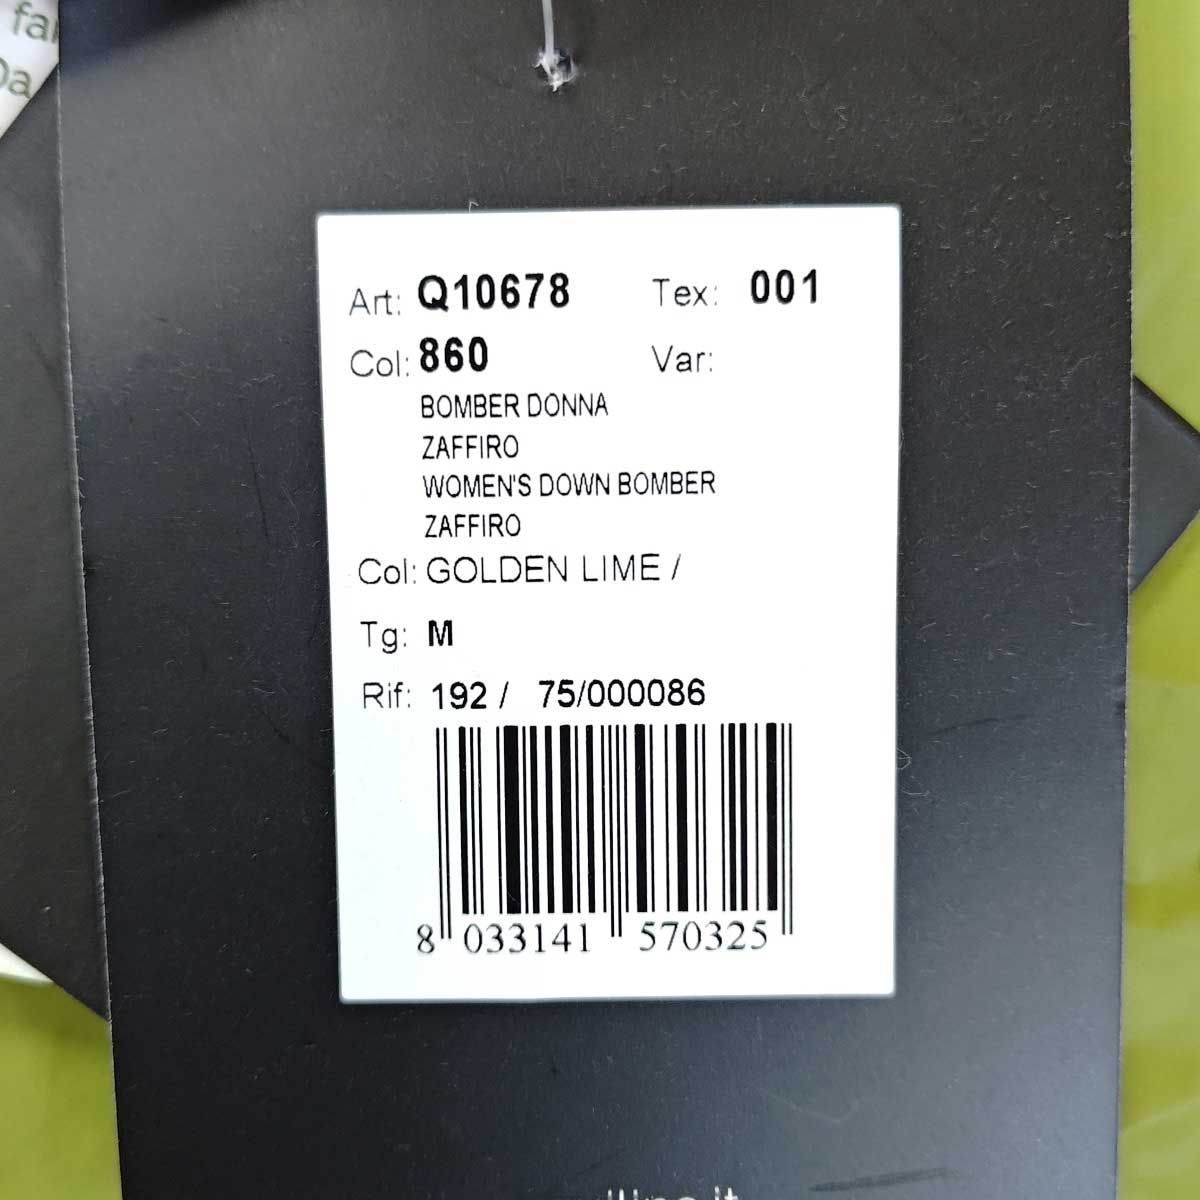 Art: Q10678 Tex: 001
Col: 860 Var:
BOMBER DONNA
ZAFFIRO
WOMEN'S DOWN BOMBER
ZAFFIRO
Col: GOLDEN LIME /
Tg: M
Rif: 192 / 75/000086
8 033141 570325